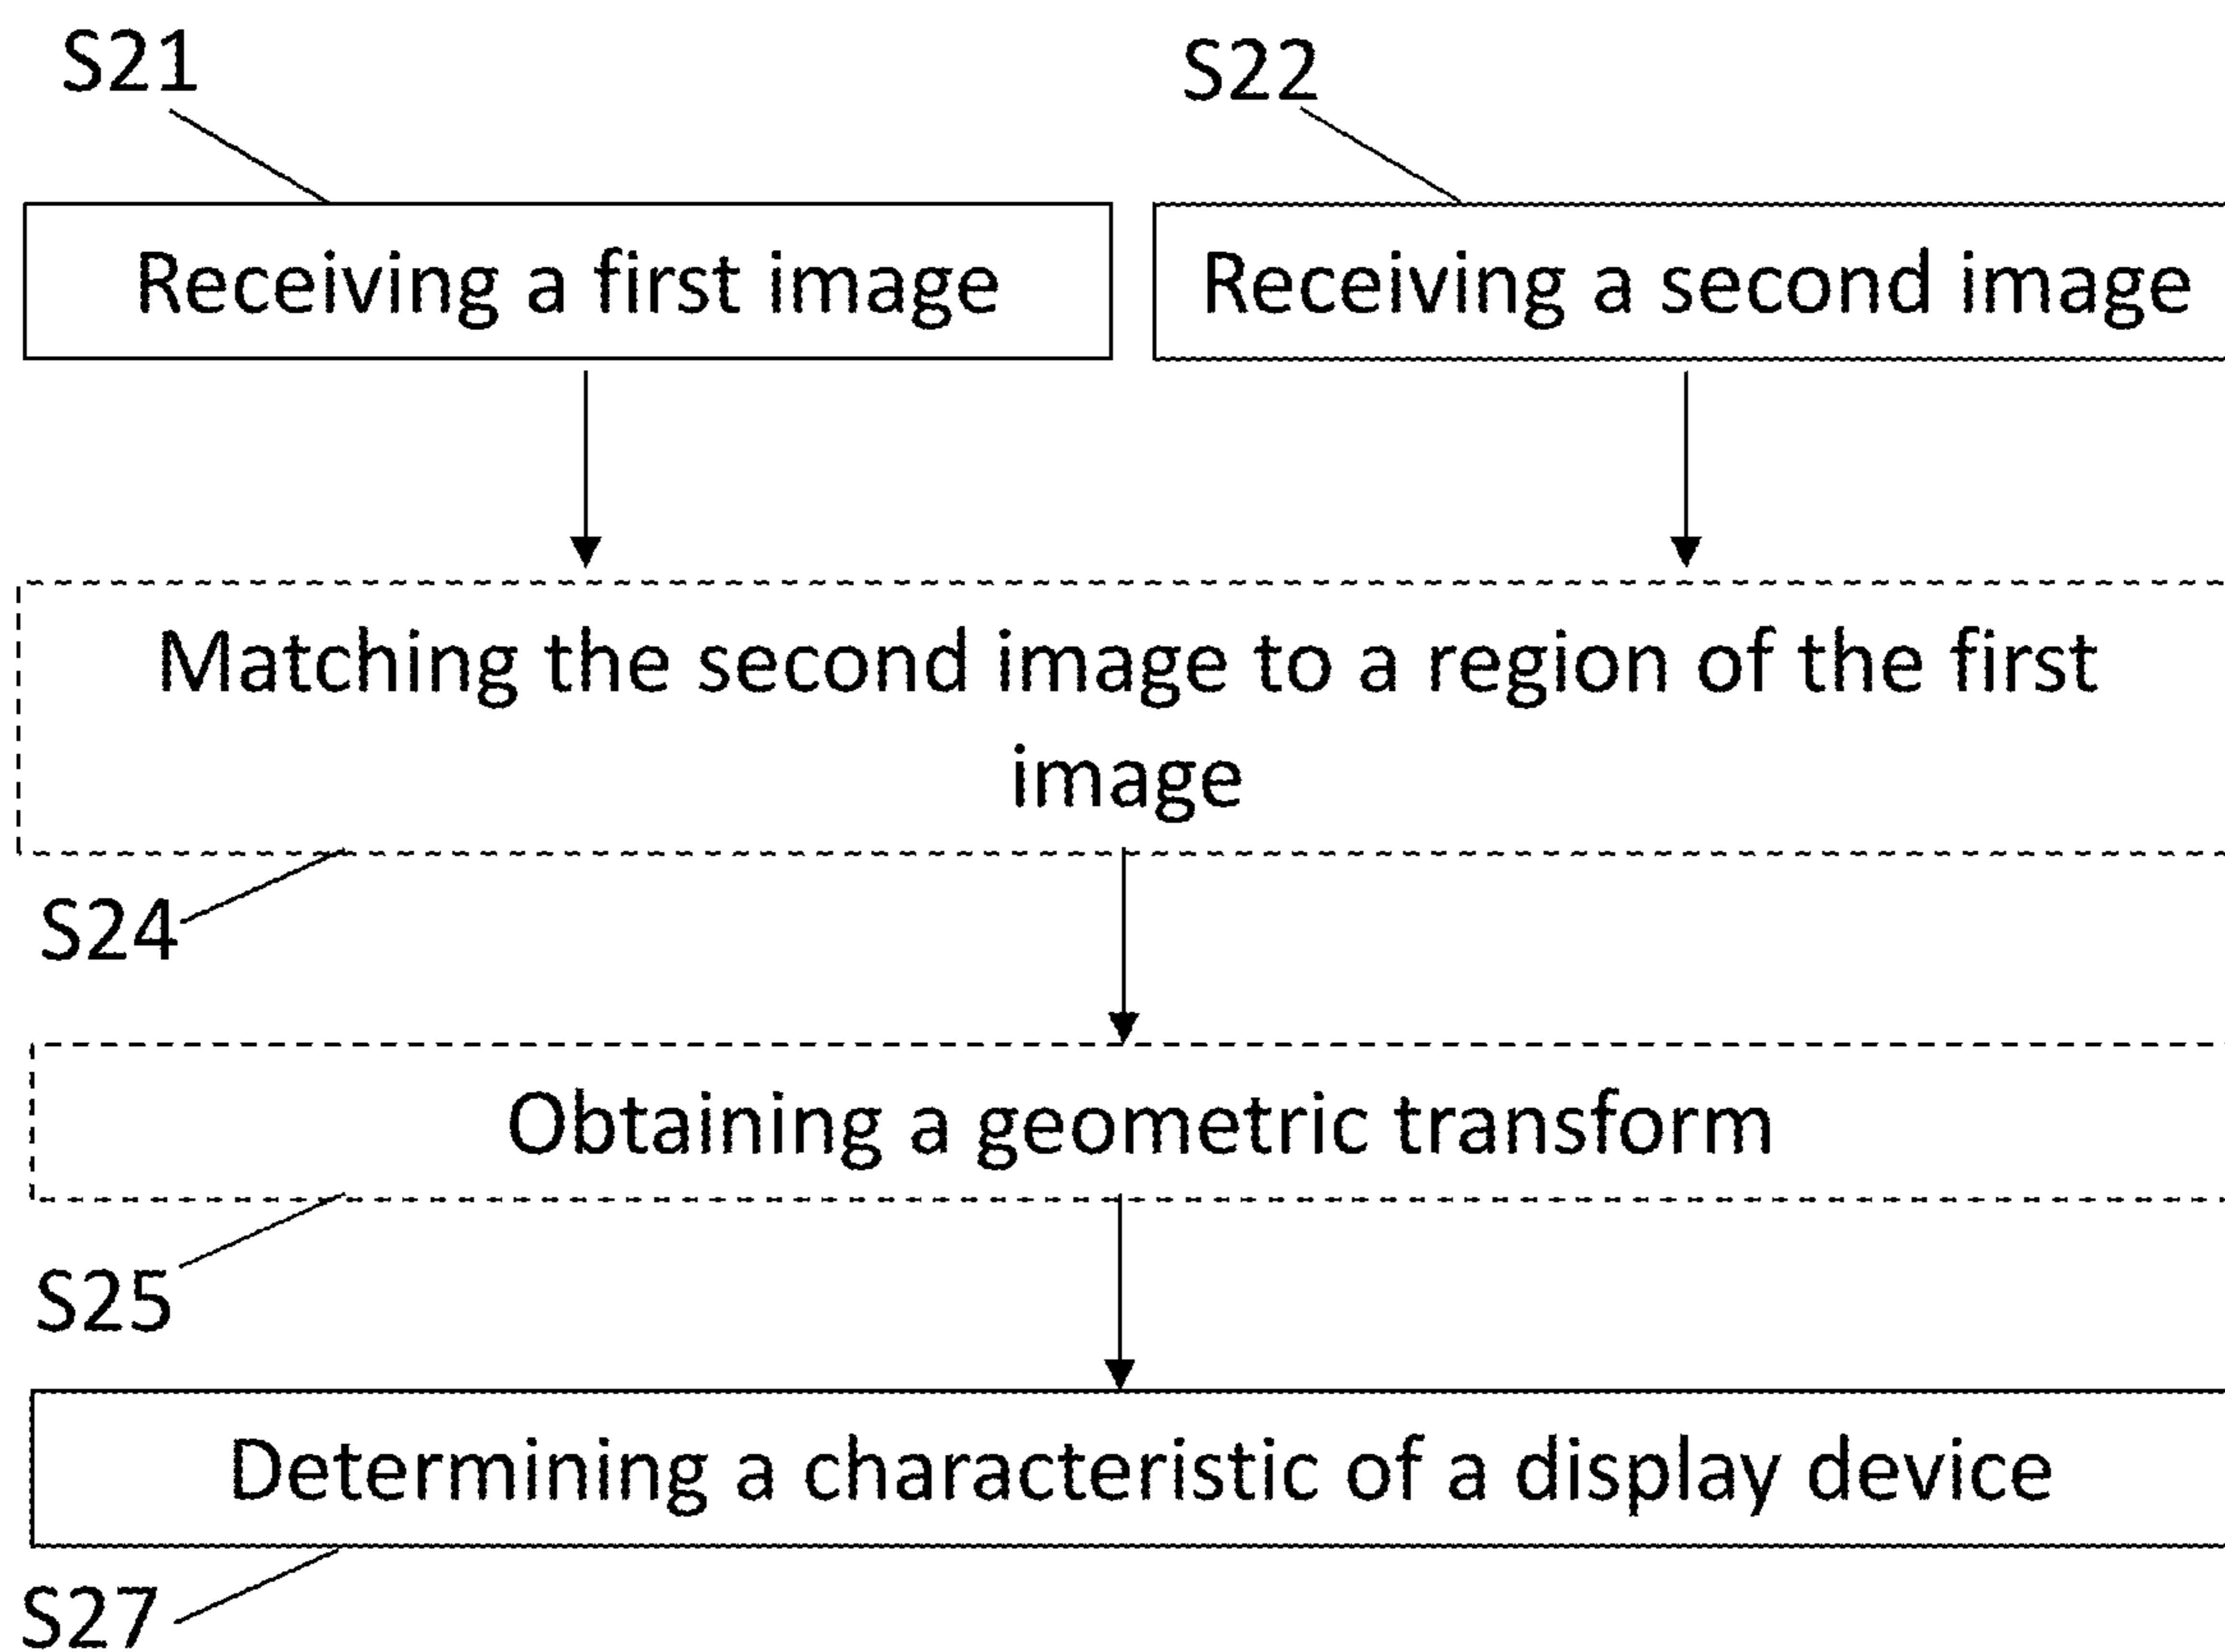 S21
S22
Receiving a first image
Receiving a second image
Matching the second image to a region of the first
image
S24
Obtaining a geometric transform
S25
Determining a characteristic of a display device
S27